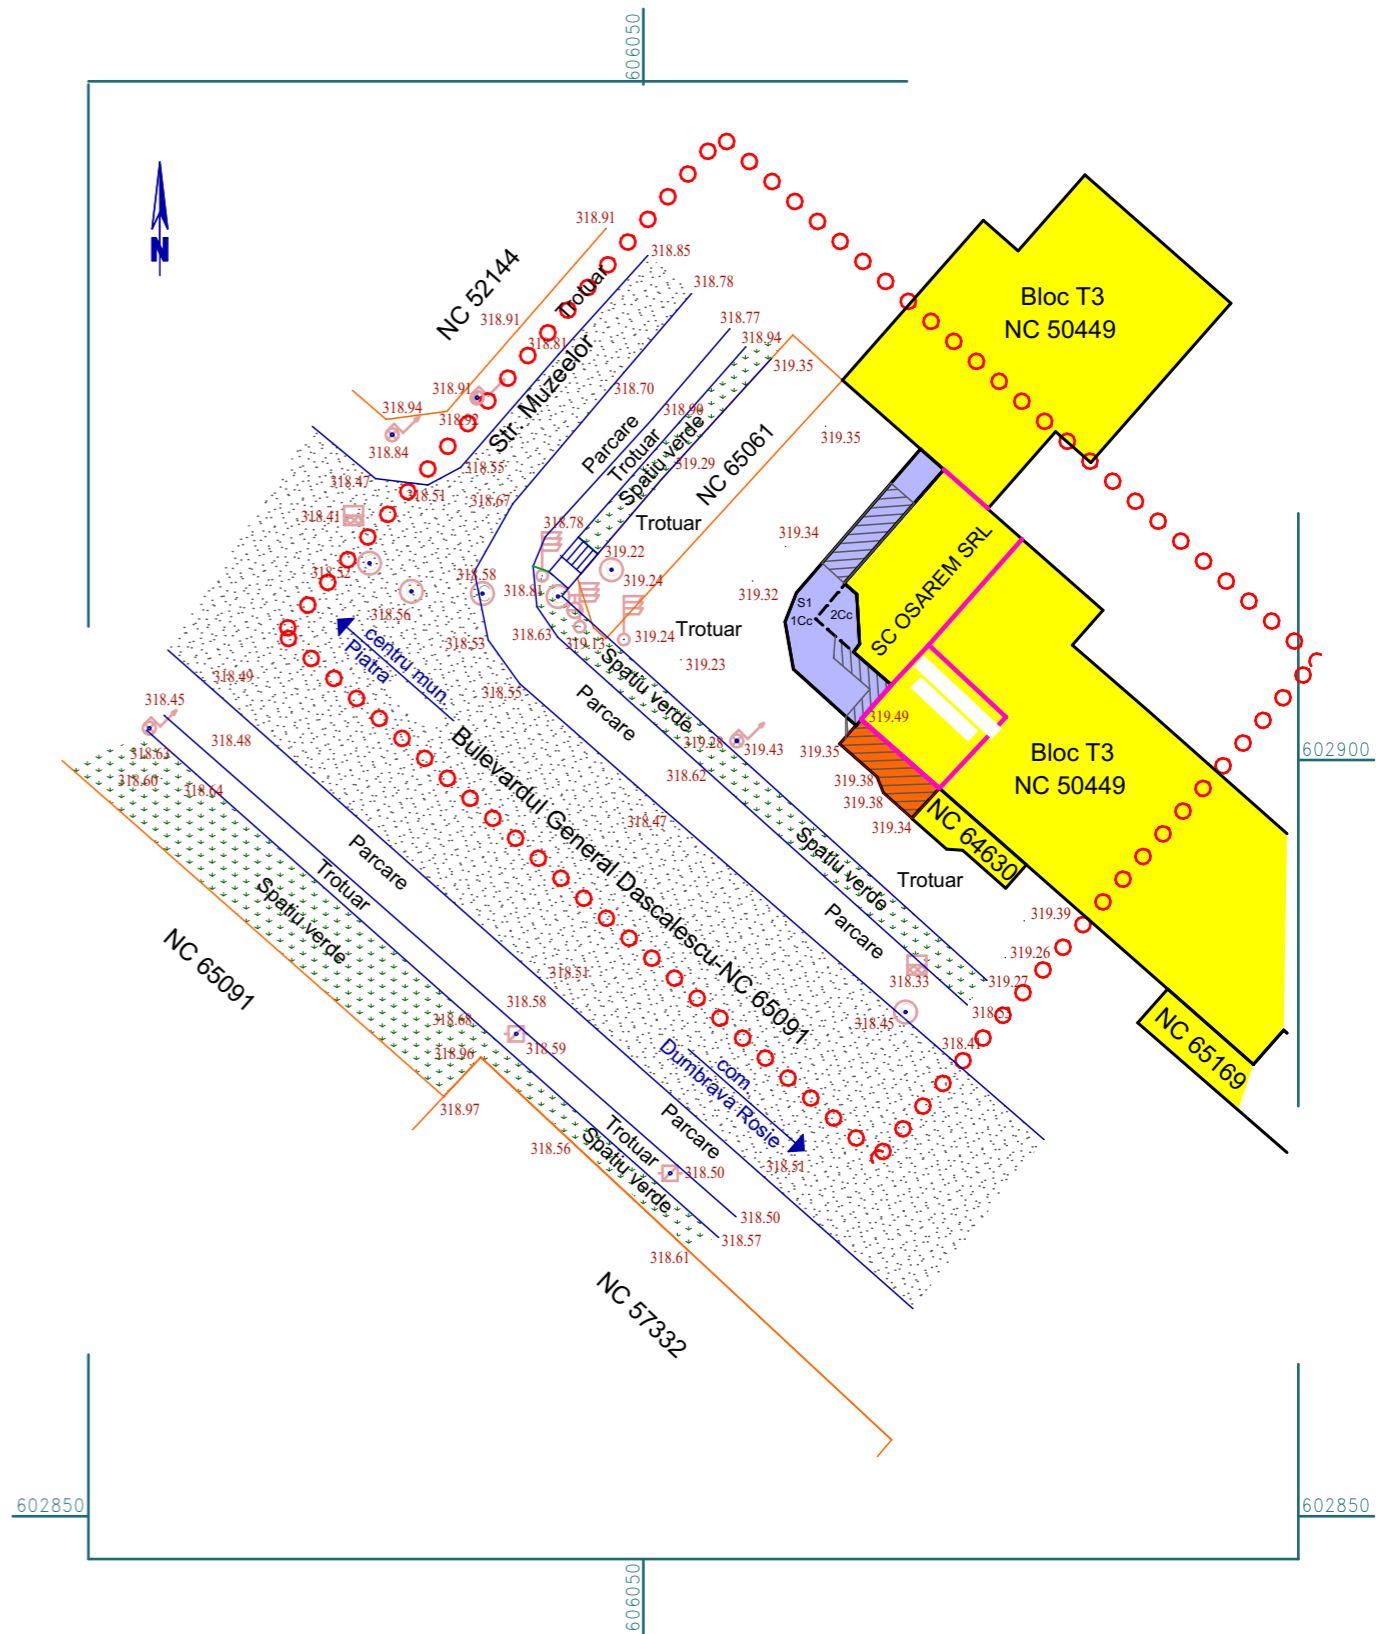 606050
N
318.91
318.85
318.78
NC 52144
Trotuar
318.91
318.77
318.81
318.94
319.35
Str. Muzeelor
318.91
318.70
318.94
318.92
318.90
Parcare
Trotuar
Spatiu verde
318.84
318.55
319.29
NC 65061
319.35
318.47
318.51
318.67
318.41
318.78
Trotuar
319.34
Bloc T3
NC 50449
319.22
318.52
318.58
319.24
318.81
319.32
S1
1Cc
2Cc
SC OSAREM SRL
318.56
318.63
319.13
319.24
Trotuar
318.53
319.23
centru mun.
Piatra
Spatiu verde
318.49
318.55
Parcare
318.45
319.49
318.48
319.28
319.43
319.35
318.63
318.60
318.64
318.62
319.38
319.38
319.34
Bloc T3
NC 50449
602900
318.47
NC 64630
Bulevardul General Dascalescu-NC 65091
Parcare
Trotuar
Spatiu verde
Spatiu verde
Trotuar
Parcare
319.39
319.26
NC 65091
318.51
318.33
319.27
318.58
318.53
318.68
318.45
318.59
318.41
318.96
NC 65169
com
Dumbrava Rosie
318.97
Parcare
Trotuar
Spatiu verde
318.56
318.51
318.50
318.50
318.57
318.61
NC 57332
602850
602850
606050